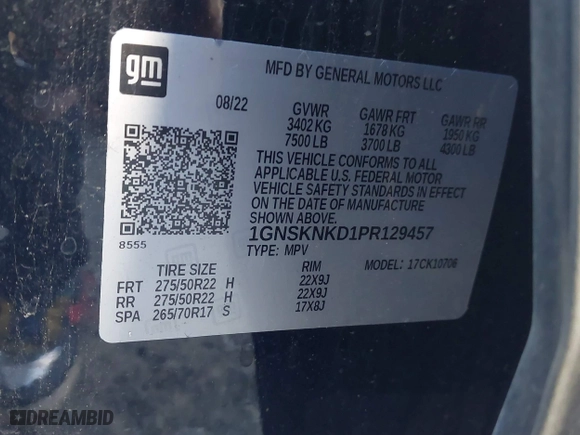 gm
MFD BY GENERAL MOTORS LLC
08/22
GVWR GAWR FRT GAWR RR
3402 KG 1678 KG 1950 KG
7500 LB 3700 LB 4300 LB
THIS VEHICLE CONFORMS TO ALL
APPLICABLE U.S. FEDERAL MOTOR
VEHICLE SAFETY STANDARDS IN EFFECT
ON THE DATE OF MANUFACTURE
SHOWN ABOVE.
8555
1GNSKNKD1PR129457
TYPE: MPV MODEL: 17CK10706
TIRE SIZE RIM
FRT 275/50R22 H 22X9J
RR 275/50R22 H 22X9J
SPA 265/70R17 S 17X8J
DREAMBID